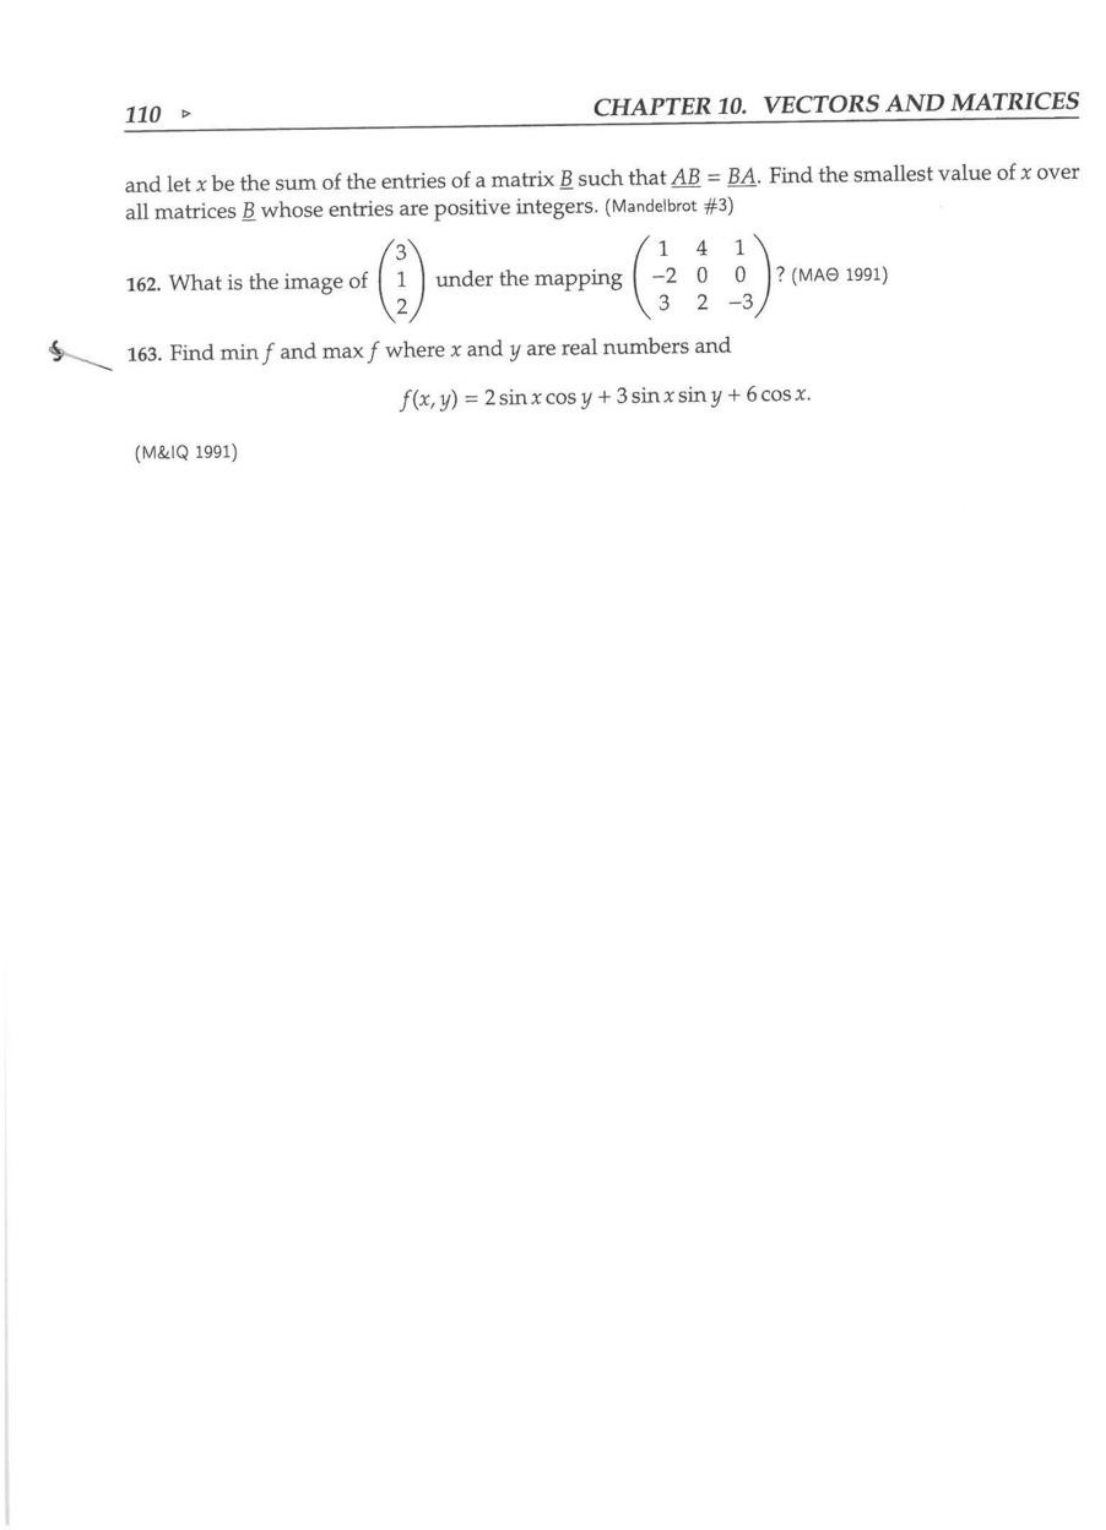 110 ▷ CHAPTER 10. VECTORS AND MATRICES
and let x be the sum of the entries of a matrix B such that AB = BA. Find the smallest value of x over
all matrices B whose entries are positive integers. (Mandelbrot #3)
162. What is the image of (3 1 2) under the mapping (1 4 1 -2 0 0 3 2 -3)? (MAΘ 1991)
163. Find min f and max f where x and y are real numbers and
f(x, y) = 2 sin x cos y + 3 sin x sin y + 6 cos x.
(M&IQ 1991)